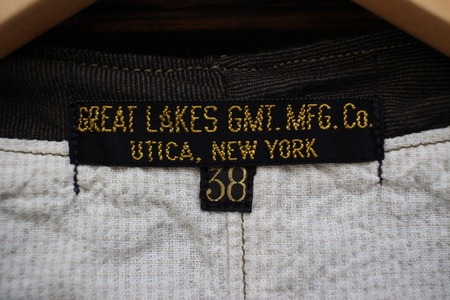 GREAT LAKES GMT. MFG. Co.
UTICA, NEW YORK
38